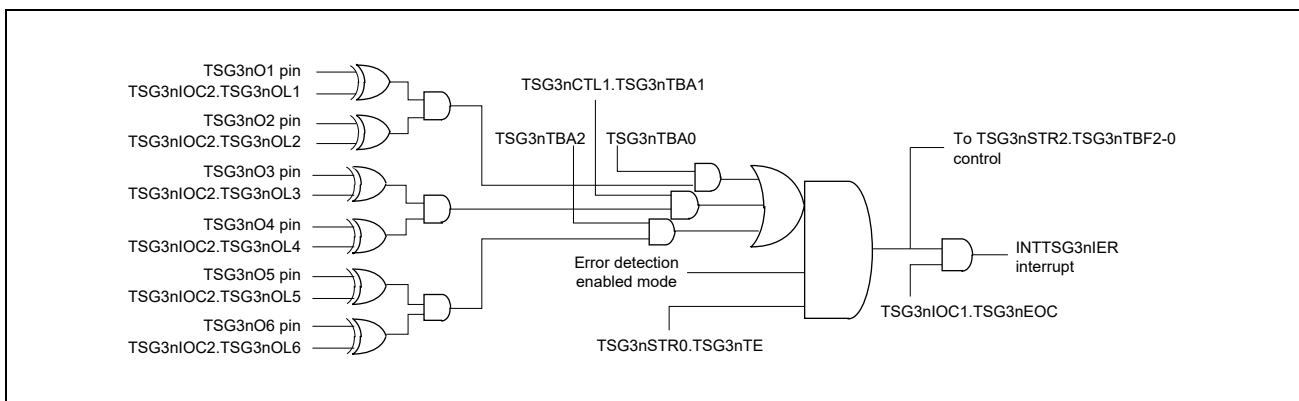 TSG3nO1 pin
TSG3nIOC2.TSG3nOL1
TSG3nO2 pin
TSG3nIOC2.TSG3nOL2
TSG3nO3 pin
TSG3nIOC2.TSG3nOL3
TSG3nO4 pin
TSG3nIOC2.TSG3nOL4
TSG3nO5 pin
TSG3nIOC2.TSG3nOL5
TSG3nO6 pin
TSG3nIOC2.TSG3nOL6
TSG3nCTL1.TSG3nTBA1
TSG3nTBA2
TSG3nTBA0
Error detection
enabled mode
TSG3nSTR0.TSG3nTE
To TSG3nSTR2.TSG3nTBF2-0
control
INTTSG3nIER
interrupt
TSG3nIOC1.TSG3nEOC